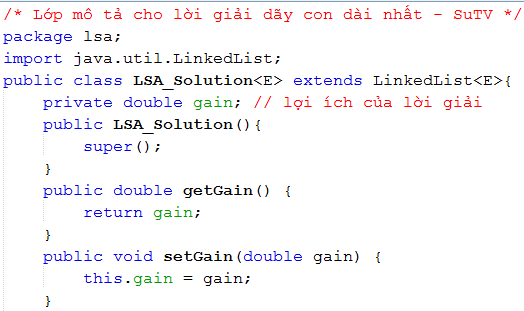 /* Lớp mô tả cho lời giải dãy con dài nhất - SuTV */
package lsa;
import java.util.LinkedList;
public class LSA_Solution<E> extends LinkedList<E>{
    private double gain; // lợi ích của lời giải
    public LSA_Solution(){
        super();
    }
    public double getGain() {
        return gain;
    }
    public void setGain(double gain) {
        this.gain = gain;
    }